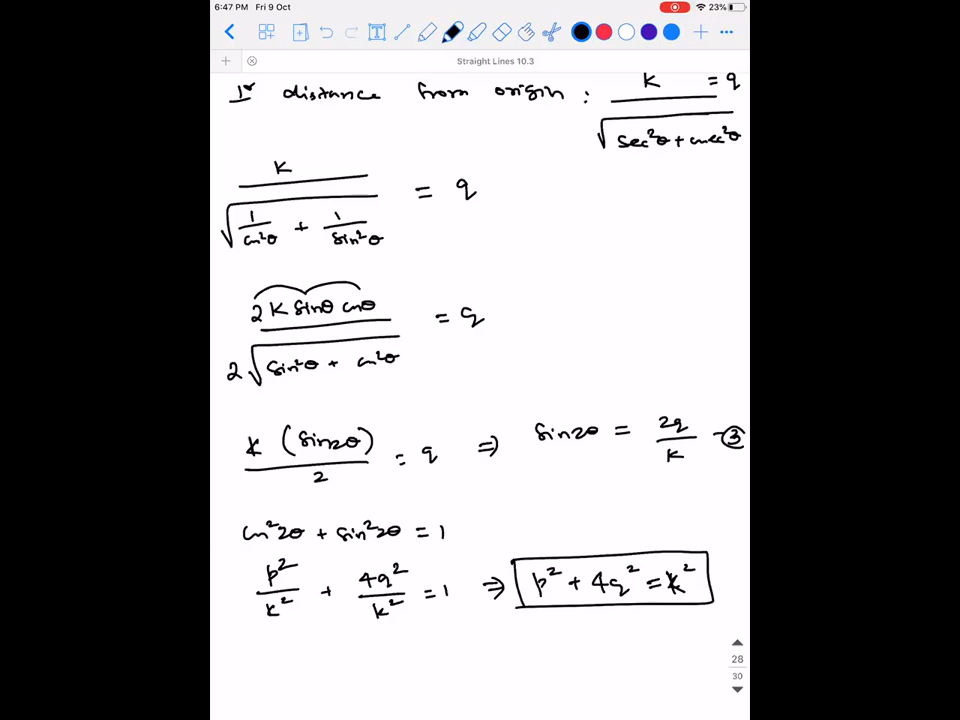 6:47 PM Fri 9 Oct 23%
Straight Lines 10.3
1r distance from origin : K / √(sec²θ + cosec²θ) = q
K / √(1/cos²θ + 1/sin²θ) = q
2K sinθ cosθ / 2√(sin²θ + cos²θ) = q
k (sin2θ) / 2 = q ⇒ sin2θ = 2q / k - ③
cos²2θ + sin²2θ = 1
p²/k² + 4q²/k² = 1 ⇒ p² + 4q² = k²
28
30